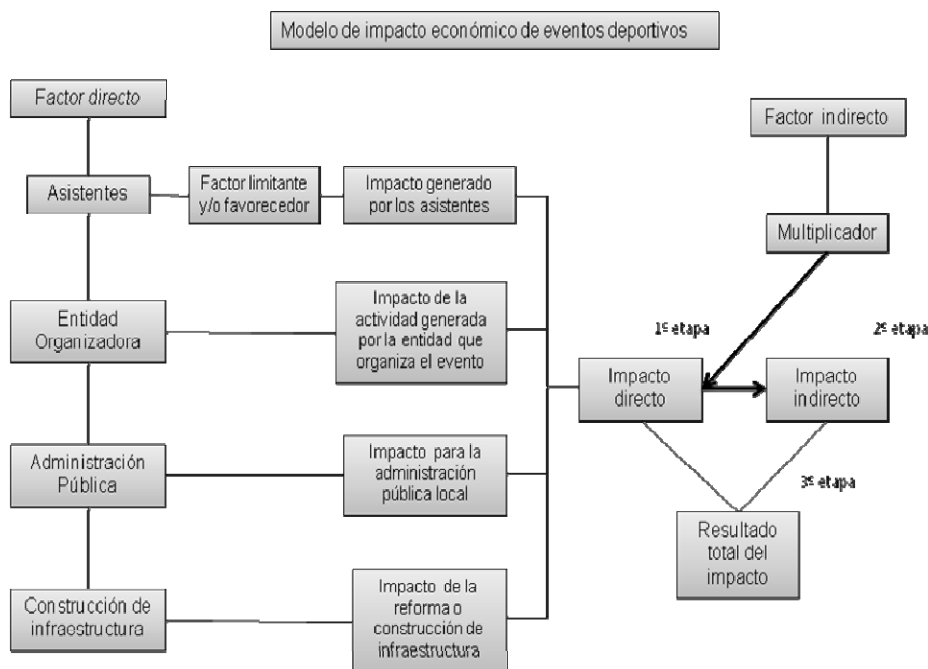 Modelo de impacto económico de eventos deportivos
Factor directo
Factor indirecto
Asistentes
Factor limitante
y/o favorecedor
Impacto generado
por los asistentes
Multiplicador
Entidad
Organizadora
Impacto de la
actividad generada
por la entidad que
organiza el evento
1º etapa
2º etapa
Impacto
directo
Impacto
indirecto
Administración
Pública
Impacto para la
administración
pública local
3º etapa
Resultado
total del
impacto
Construcción de
infraestructura
Impacto de la
reforma o
construcción de
infraestructura